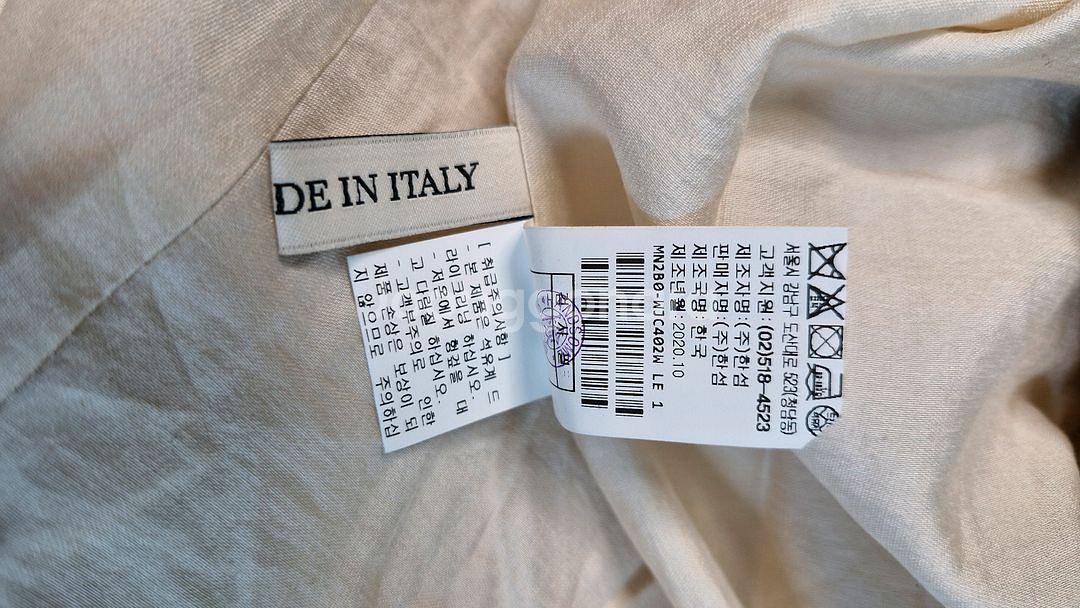 DE IN ITALY
[ 취급주의사항 ]
- 본 제품은 섬유계 드
라이크리닝 하십시오.
- 저온에서 헝겊을 대
고 다림질 하십시오.
- 고객부주의로 인한
제품 손상은 보상이 되
지 않으므로 주의하십
서울시 강남구 도산대로 523(청담동)
고객지원: (02)518-4523
제조자명: (주)한섬
판매자명: (주)한섬
제조국명: 한국
제조년월: 2020.10
MN2B0-NJC402W LE 1